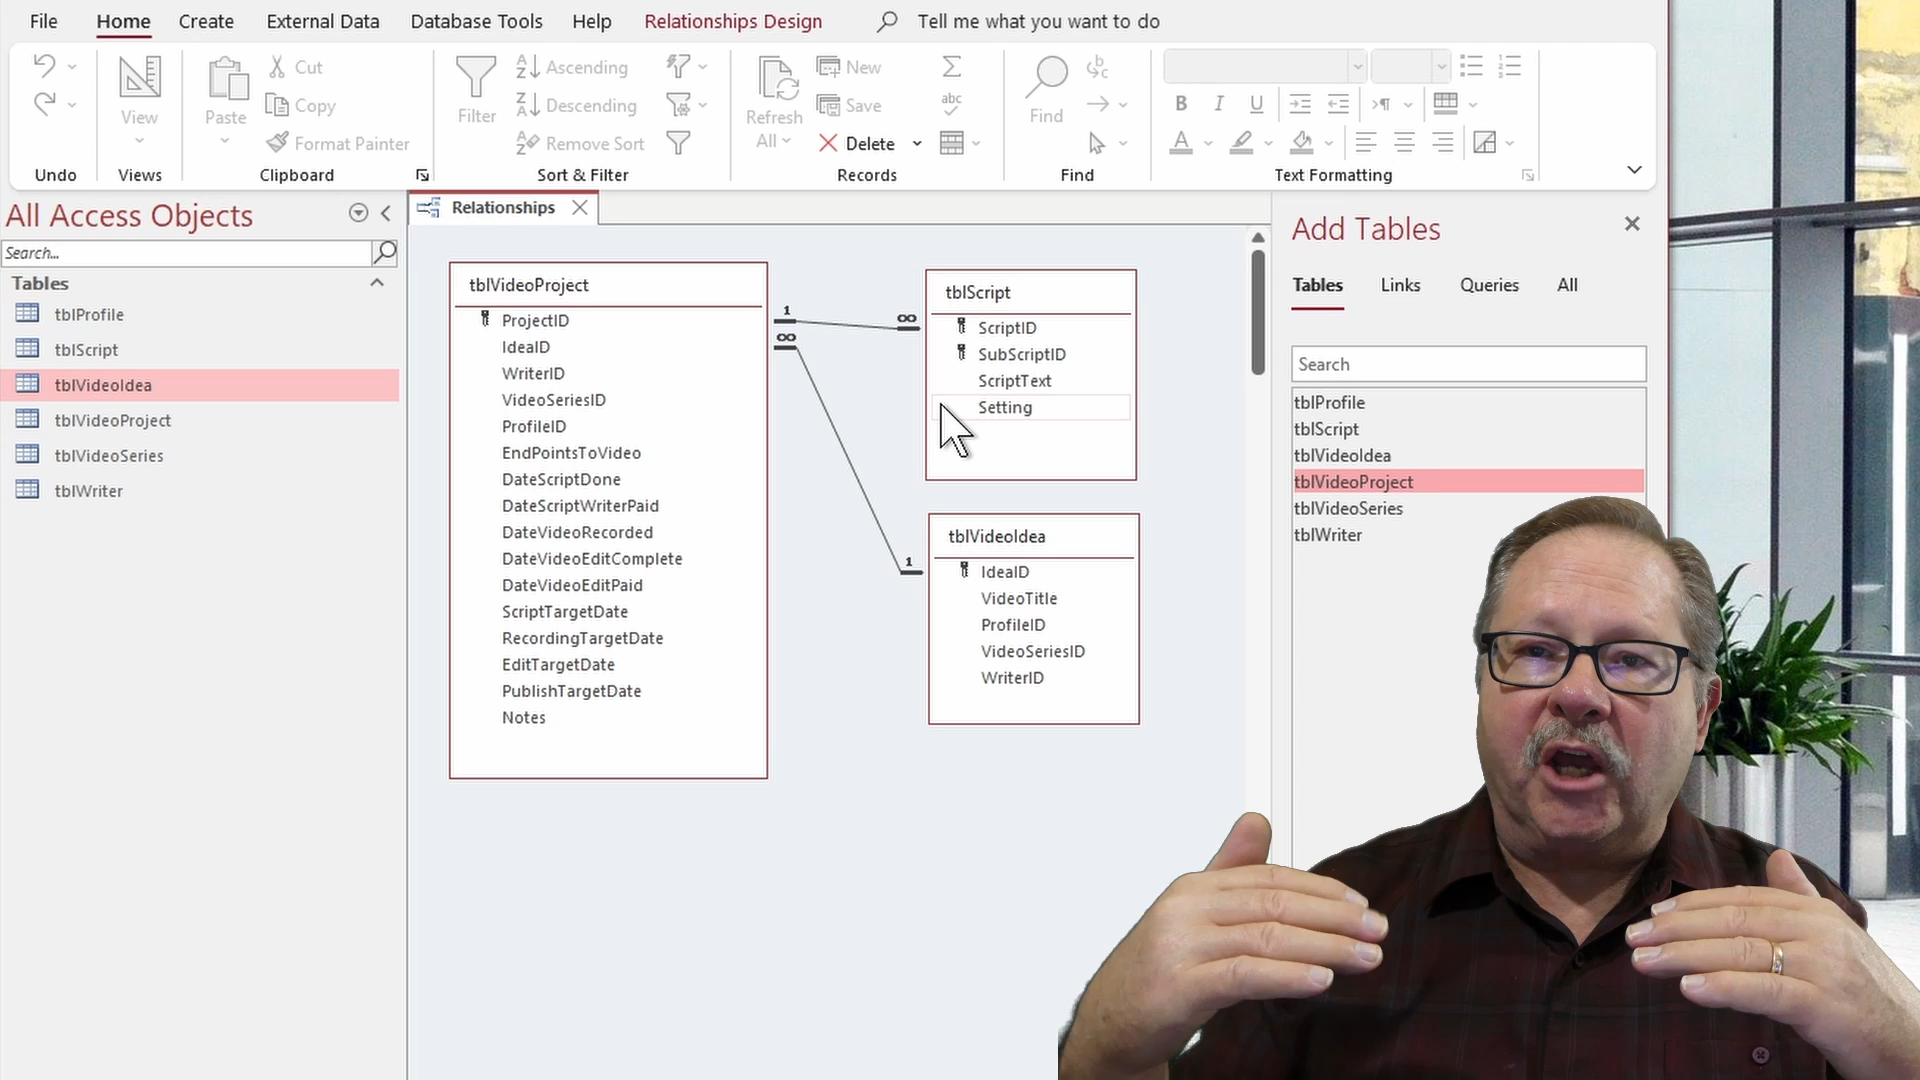 File Home Create External Data Database Tools Help Relationships Design Tell me what you want to do
View
Paste
Cut
Copy
Format Painter
Filter
Ascending
Descending
Remove Sort
Refresh
All
New
Save
Delete
abc
Find
B I U
A
Undo Views Clipboard Sort & Filter Records Find Text Formatting
All Access Objects
Search...
Tables
tblProfile
tblScript
tblVideoIdea
tblVideoProject
tblVideoSeries
tblWriter
Relationships
tblVideoProject
ProjectID
IdeaID
WriterID
VideoSeriesID
ProfileID
EndPointsToVideo
DateScriptDone
DateScriptWriterPaid
DateVideoRecorded
DateVideoEditComplete
DateVideoEditPaid
ScriptTargetDate
RecordingTargetDate
EditTargetDate
PublishTargetDate
Notes
1 ∞
∞ 1
tblScript
ScriptID
SubScriptID
ScriptText
Setting
tblVideoIdea
IdeaID
VideoTitle
ProfileID
VideoSeriesID
WriterID
Add Tables
Tables Links Queries All
Search
tblProfile
tblScript
tblVideoIdea
tblVideoProject
tblVideoSeries
tblWriter